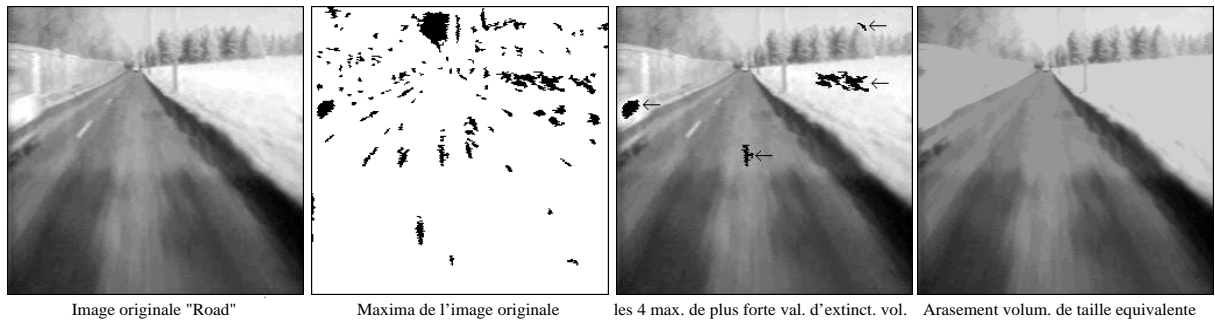 Image originale "Road"
Maxima de l'image originale
les 4 max. de plus forte val. d'extinct. vol.
Arasement volum. de taille equivalente